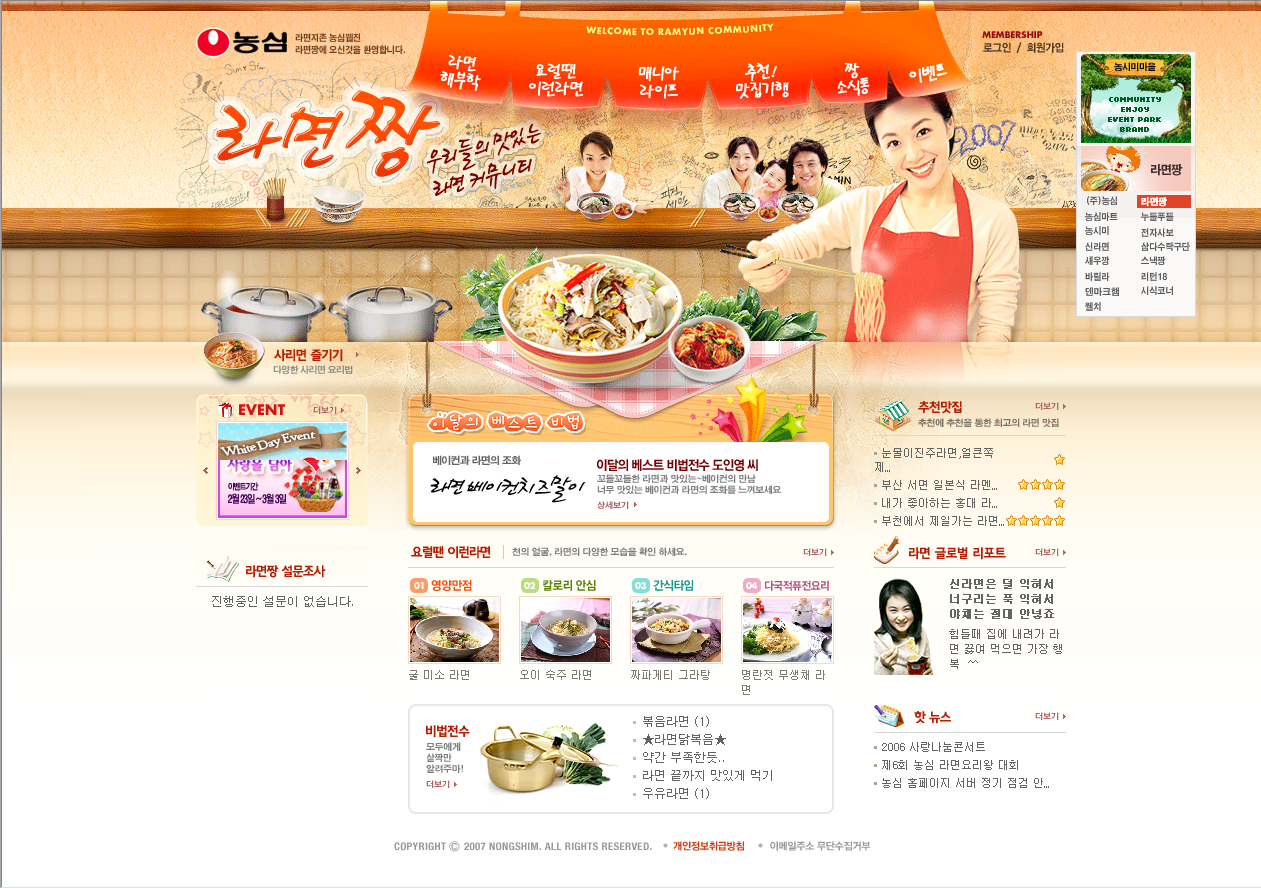 농심
라면지존 농심웹진
라면짱에 오신것을 환영합니다.
WELCOME TO RAMYUN COMMUNITY
라면
해부학
요럴땐
이런라면
매니아
라이프
추천!
맛집기행
짱
소식통
이벤트
MEMBERSHIP
로그인 / 회원가입
농시미마을
COMMUNITY
ENJOY
EVENT PARK
BRAND
라면짱
(주)농심
라면짱
농심마트
누들푸들
농시미
전자사보
신라면
삼다수탁구단
새우깡
스낵짱
바릴라
리턴18
덴마크햄
시식코너
웰치
Sun * Star
라면짱
우리들의 맛있는
라면 커뮤니티
2007
사리면 즐기기
다양한 사리면 요리법
EVENT
더보기
White Day Event
사랑을 담아
이벤트기간
2월 23일 ~ 3월 3일
라면짱 설문조사
진행중인 설문이 없습니다.
이달의 베스트 비법
베이컨과 라면의 조화
라면 베이컨치즈말이
이달의 베스트 비법전수 도인영 씨
꼬들꼬들한 라면과 맛있는~베이컨의 만남
너무 맛있는 베이컨과 라면의 조화를 느껴보세요
상세보기
요럴땐 이런라면
천의 얼굴, 라면의 다양한 모습을 확인 하세요.
더보기
01 영양만점
02 칼로리 안심
03 간식타임
04 다국적퓨전요리
굴 미소 라면
오이 숙주 라면
짜파게티 그라탕
명란젓 무생채 라
면
비법전수
모두에게
살짝만
알려주마!
더보기
볶음라면 (1)
★라면닭볶음★
약간 부족한듯..
라면 끝까지 맛있게 먹기
우유라면 (1)
추천맛집
더보기
추천에 추천을 통한 최고의 라면 맛집
눈물이진주라면,얼큰쭉
제...
부산 서면 일본식 라멘...
내가 좋아하는 홍대 라...
부천에서 제일가는 라면...
라면 글로벌 리포트
더보기
신라면은 덜 익혀서
너구리는 푹 익혀서
야채는 절대 안넣죠
힘들때 집에 내려가 라
면 끓여 먹으면 가장 행
복 ^^
핫 뉴스
더보기
2006 사랑나눔콘서트
제6회 농심 라면요리왕 대회
농심 홈페이지 서버 정기 점검 안...
COPYRIGHT © 2007 NONGSHIM. ALL RIGHTS RESERVED.
개인정보취급방침
이메일주소 무단수집거부